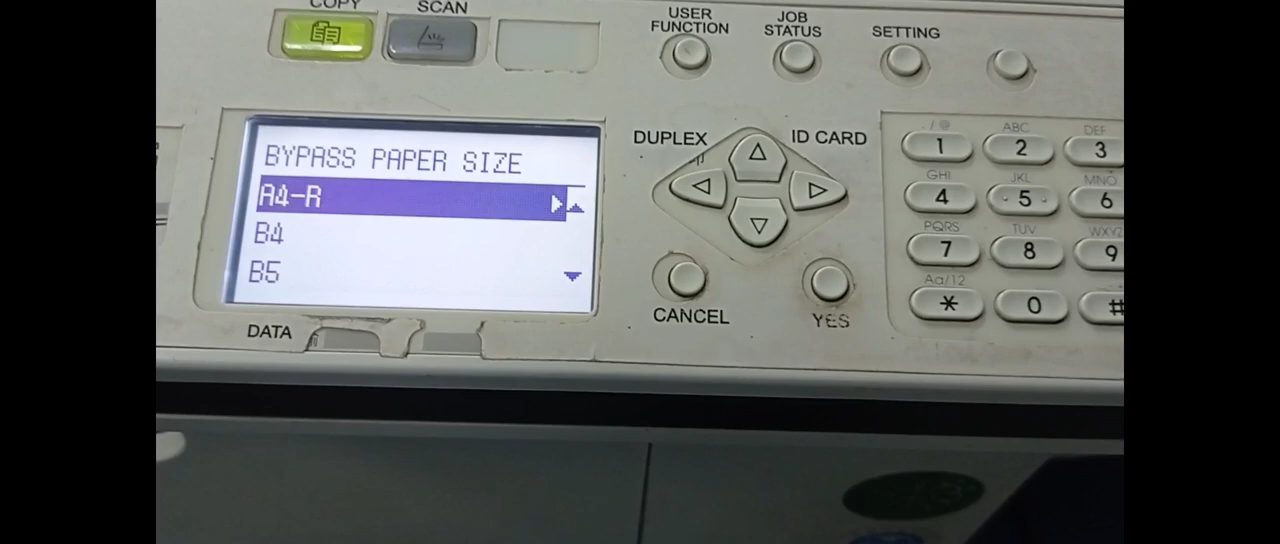 COPY
SCAN
USER
FUNCTION
JOB
STATUS
SETTING
BYPASS PAPER SIZE
A4-R
B4
B5
DATA
DUPLEX
ID CARD
CANCEL
YES
./@
1
ABC
2
DEF
3
GHI
4
JKL
5
MNO
6
PQRS
7
TUV
8
WXYZ
9
Aa/12
*
0
#